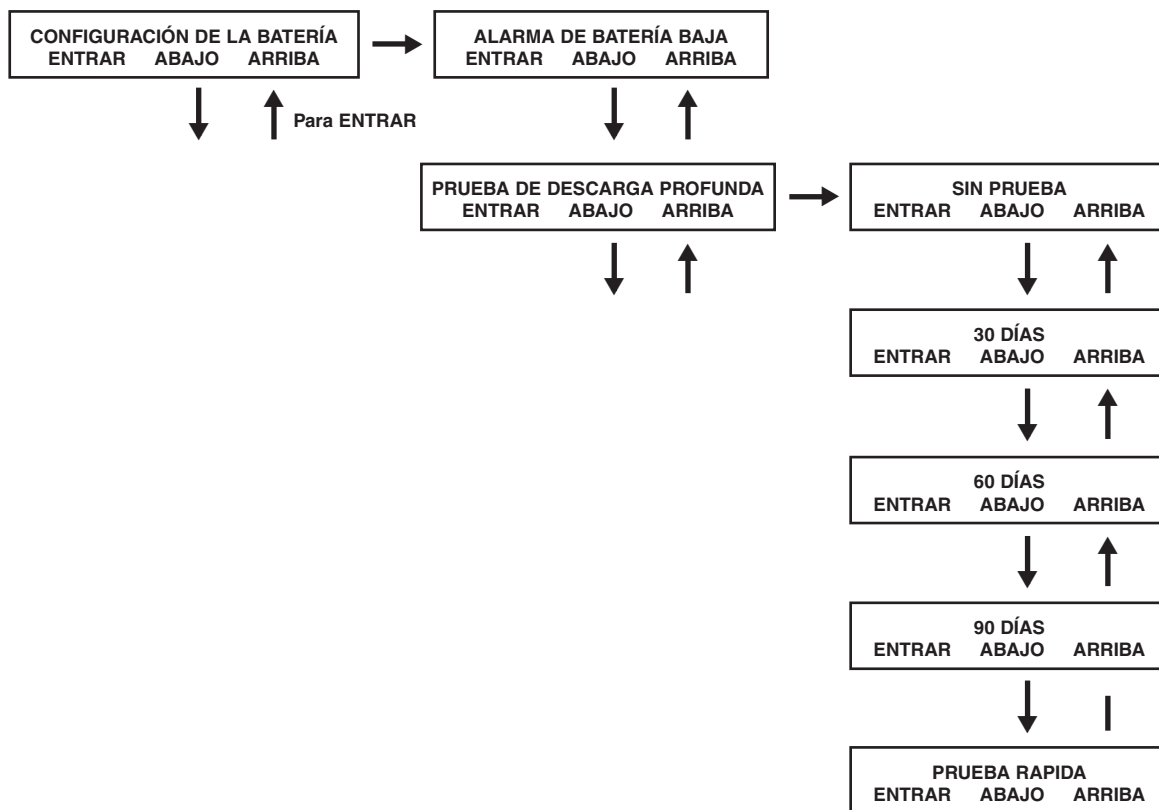 CONFIGURACIÓN DE LA BATERÍA
ENTRAR ABAJO ARRIBA
ALARMA DE BATERÍA BAJA
ENTRAR ABAJO ARRIBA
Para ENTRAR
PRUEBA DE DESCARGA PROFUNDA
ENTRAR ABAJO ARRIBA
SIN PRUEBA
ENTRAR ABAJO ARRIBA
30 DÍAS
ENTRAR ABAJO ARRIBA
60 DÍAS
ENTRAR ABAJO ARRIBA
90 DÍAS
ENTRAR ABAJO ARRIBA
PRUEBA RAPIDA
ENTRAR ABAJO ARRIBA